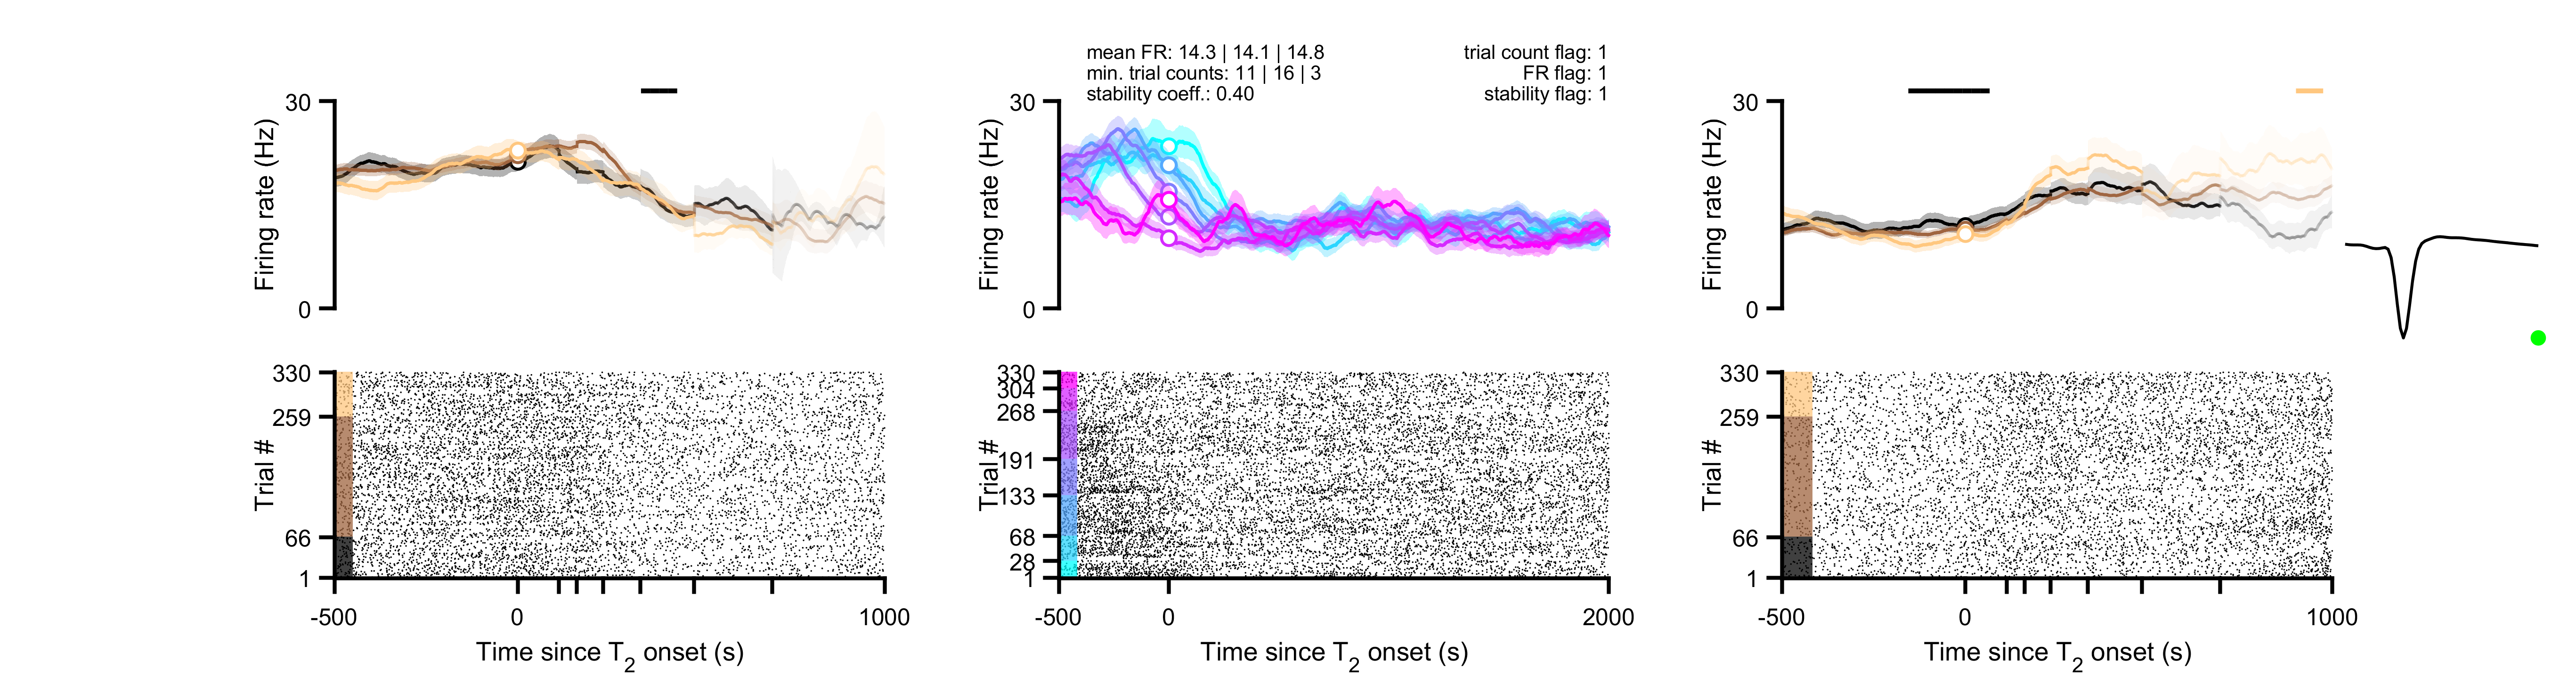 mean FR: 14.3 | 14.1 | 14.8
min. trial counts: 11 | 16 | 3
stability coeff.: 0.40
trial count flag: 1
FR flag: 1
stability flag: 1
30
Firing rate (Hz)
0
330
259
Trial #
66
1
-500
0
1000
Time since T2 onset (s)
30
Firing rate (Hz)
0
330
304
268
191
Trial #
133
68
28
1
-500
0
2000
Time since T2 onset (s)
30
Firing rate (Hz)
0
330
259
Trial #
66
1
-500
0
1000
Time since T2 onset (s)